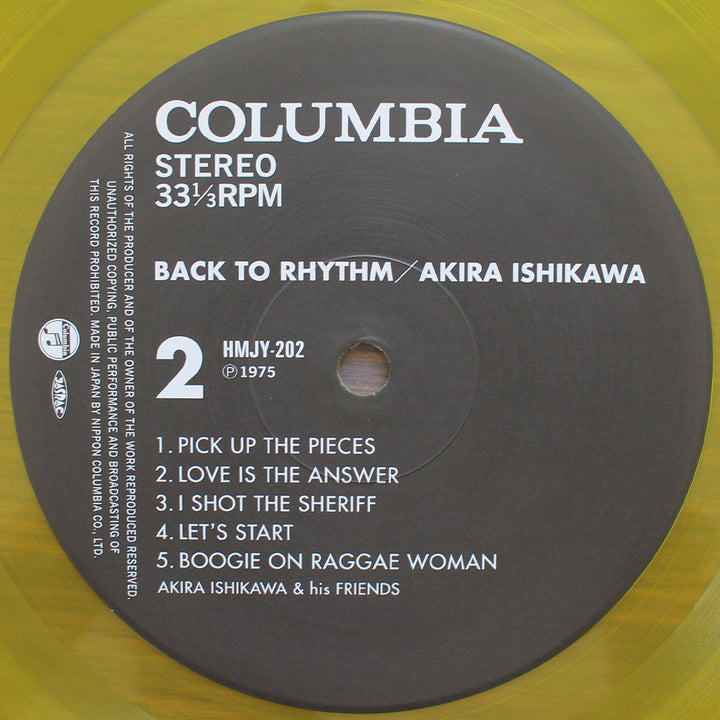 COLUMBIA
STEREO
33⅓RPM
BACK TO RHYTHM/AKIRA ISHIKAWA
2
HMJY-202
Ⓟ1975
1. PICK UP THE PIECES
2. LOVE IS THE ANSWER
3. I SHOT THE SHERIFF
4. LET'S START
5. BOOGIE ON RAGGAE WOMAN
AKIRA ISHIKAWA & his FRIENDS
ALL RIGHTS OF THE PRODUCER AND OF THE OWNER OF THE WORK REPRODUCED RESERVED.
UNAUTHORIZED COPYING, PUBLIC PERFORMANCE AND BROADCASTING OF
THIS RECORD PROHIBITED. MADE IN JAPAN BY NIPPON COLUMBIA CO., LTD.
Columbia
JASRAC